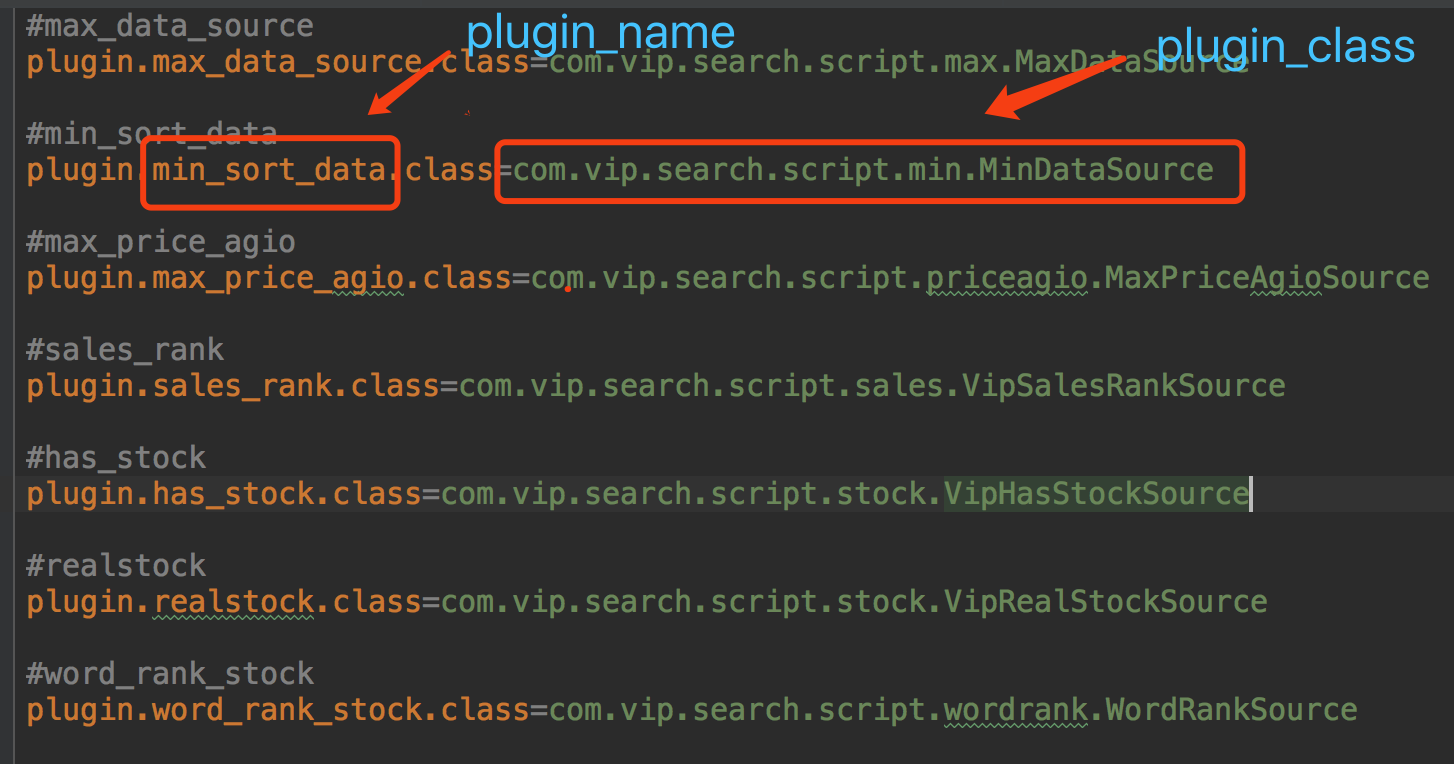 #max_data_source
plugin_name
plugin_class
plugin.max_data_source.class=com.vip.search.script.max.MaxDataSource
#min_sort_data
plugin.min_sort_data.class=com.vip.search.script.min.MinDataSource
#max_price_agio
plugin.max_price_agio.class=com.vip.search.script.priceagio.MaxPriceAgioSource
#sales_rank
plugin.sales_rank.class=com.vip.search.script.sales.VipSalesRankSource
#has_stock
plugin.has_stock.class=com.vip.search.script.stock.VipHasStockSource
#realstock
plugin.realstock.class=com.vip.search.script.stock.VipRealStockSource
#word_rank_stock
plugin.word_rank_stock.class=com.vip.search.script.wordrank.WordRankSource